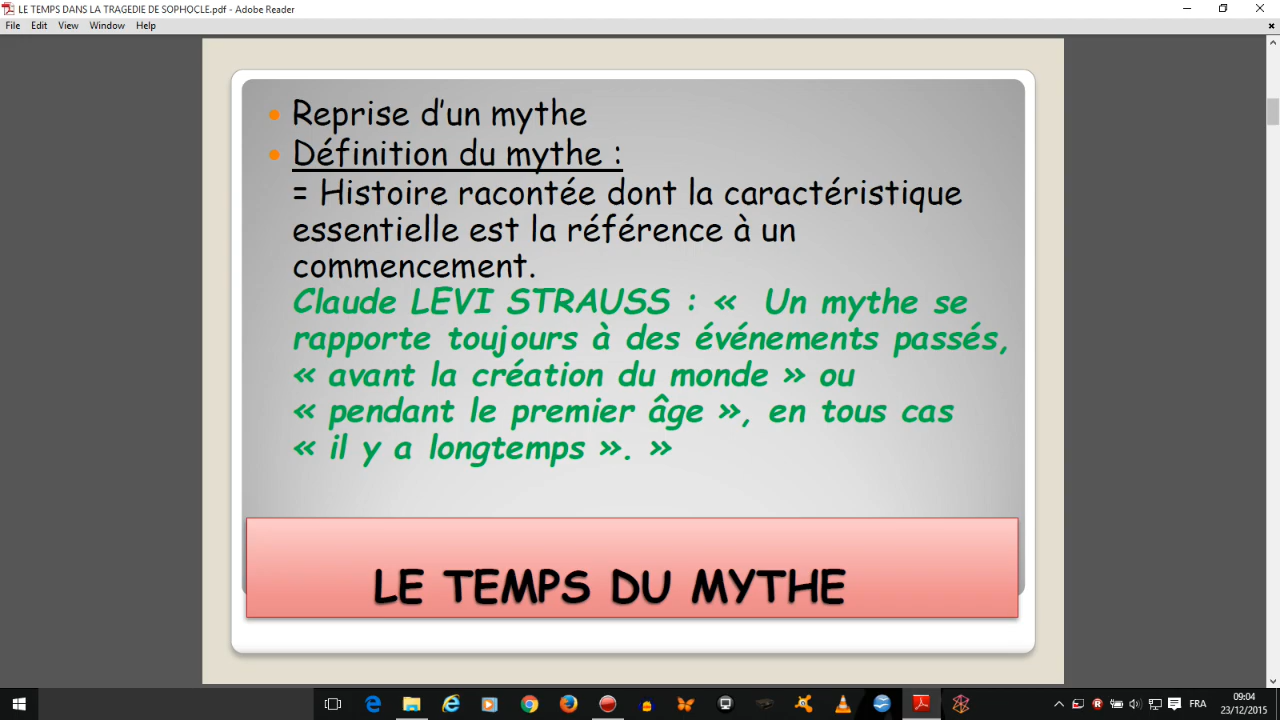 LE TEMPS DANS LA TRAGEDIE DE SOPHOCLE.pdf - Adobe Reader
File Edit View Window Help
Reprise d'un mythe
Définition du mythe :
= Histoire racontée dont la caractéristique
essentielle est la référence à un
commencement.
Claude LEVI STRAUSS : « Un mythe se
rapporte toujours à des événements passés,
« avant la création du monde » ou
« pendant le premier âge », en tous cas
« il y a longtemps ». »
LE TEMPS DU MYTHE
FRA
09:04
23/12/2015